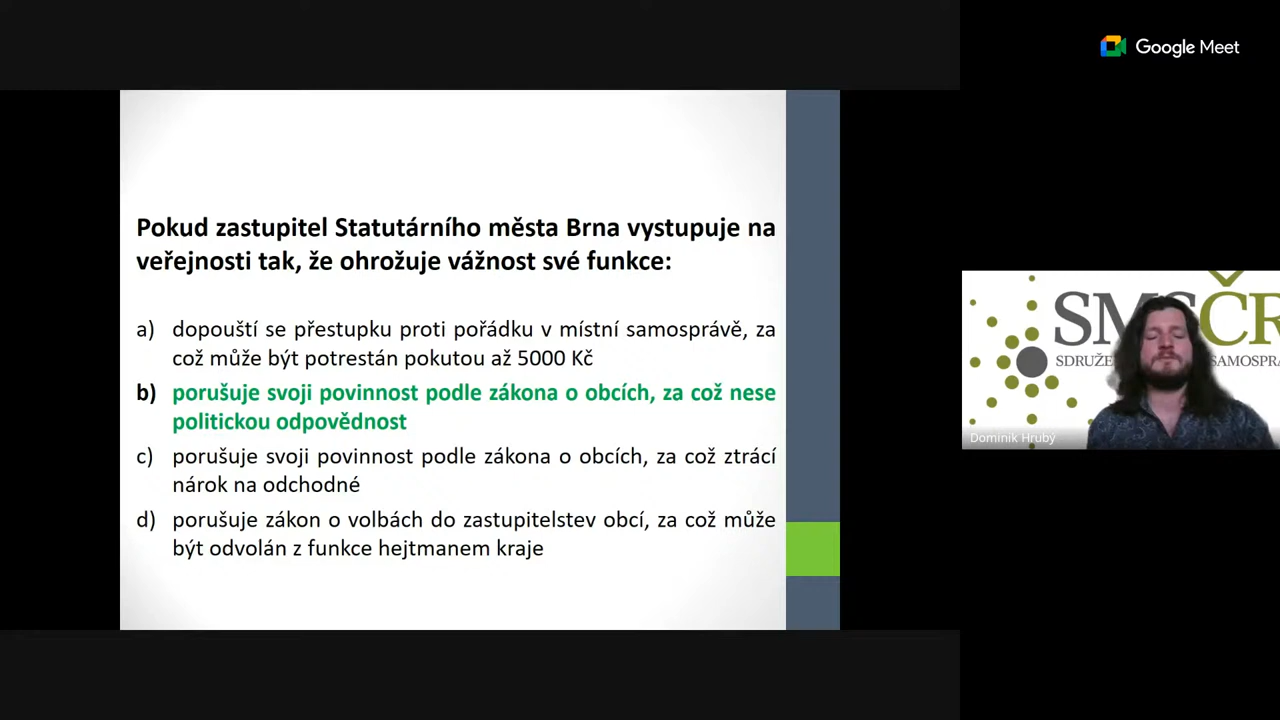 Google Meet
Pokud zastupitel Statutárního města Brna vystupuje na
veřejnosti tak, že ohrožuje vážnost své funkce:
a) dopouští se přestupku proti pořádku v místní samosprávě, za
což může být potrestán pokutou až 5000 Kč
b) porušuje svoji povinnost podle zákona o obcích, za což nese
politickou odpovědnost
c) porušuje svoji povinnost podle zákona o obcích, za což ztrácí
nárok na odchodné
d) porušuje zákon o volbách do zastupitelstev obcí, za což může
být odvolán z funkce hejtmanem kraje
SMSČR
SDRUŽE SAMOSPRÁ
Dominik Hrubý